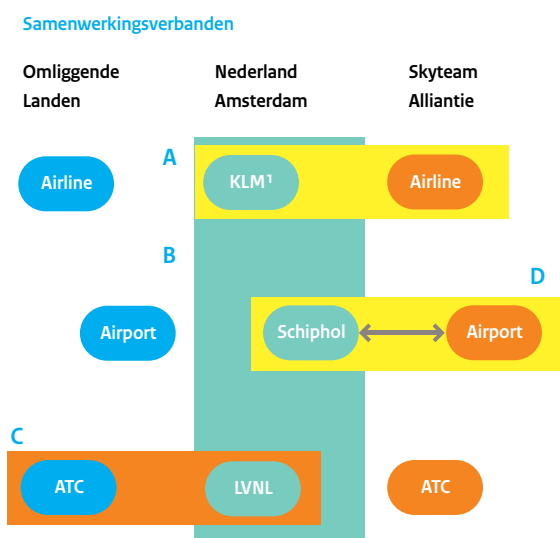 Samenwerkingsverbanden
Omliggende
Landen
Nederland
Amsterdam
Skyteam
Alliantie
A
Airline
KLM¹
Airline
B
D
Airport
Schiphol
Airport
C
ATC
LVNL
ATC